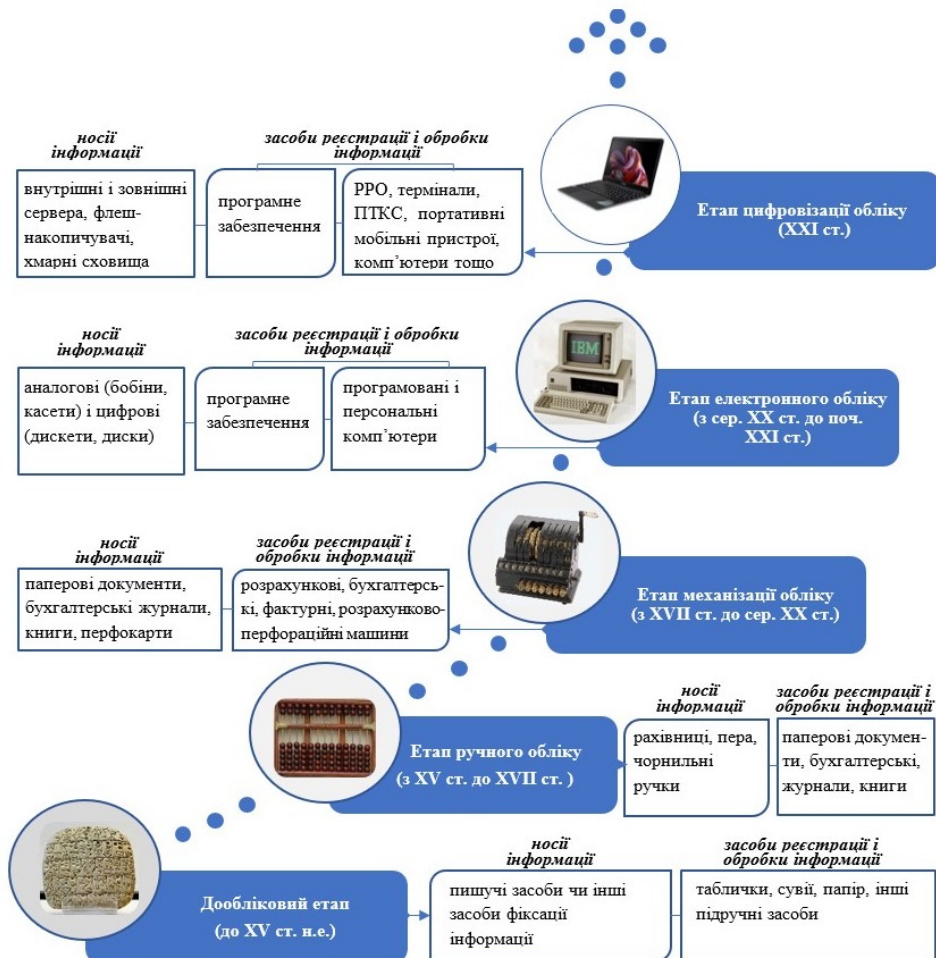 носії
інформації
засоби реєстрації і обробки
інформації
внутрішні і зовнішні
сервера, флеш-
накопичувачі,
хмарні сховища
програмне
забезпечення
РРО, термінали,
ПТКС, портативні
мобільні пристрої,
комп’ютери тощо
Етап цифровізації обліку
(ХХІ ст.)
носії
інформації
засоби реєстрації і обробки
інформації
аналогові (бобіни,
касети) і цифрові
(дискети, диски)
програмне
забезпечення
програмовані і
персональні
комп’ютери
IBM
Етап електронного обліку
(з сер. ХХ ст. до поч.
ХХІ ст.)
носії
інформації
засоби реєстрації і
обробки інформації
паперові документи,
бухгалтерські журнали,
книги, перфокарти
розрахункові, бухгалтерсь-
кі, фактурні, розрахунково-
перфораційні машини
Етап механізації обліку
(з XVII ст. до сер. ХХ ст.)
Етап ручного обліку
(з XV ст. до XVII ст. )
носії
інформації
засоби реєстрації і
обробки інформації
рахівниці, пера,
чорнильні
ручки
паперові докумен-
ти, бухгалтерські,
журнали, книги
Дообліковий етап
(до XV ст. н.е.)
носії
інформації
засоби реєстрації і
обробки інформації
пишучі засоби чи інші
засоби фіксації
інформації
таблички, сувії, папір, інші
підручні засоби